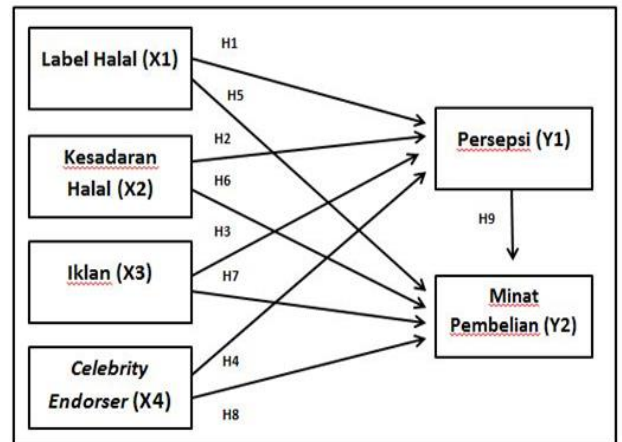 Label Halal (X1)
H1
H5
Kesadaran
Halal (X2)
H2
H6
Persepsi (Y1)
H9
Iklan (X3)
H3
H7
Minat
Pembelian (Y2)
Celebrity
Endorser (X4)
H4
H8